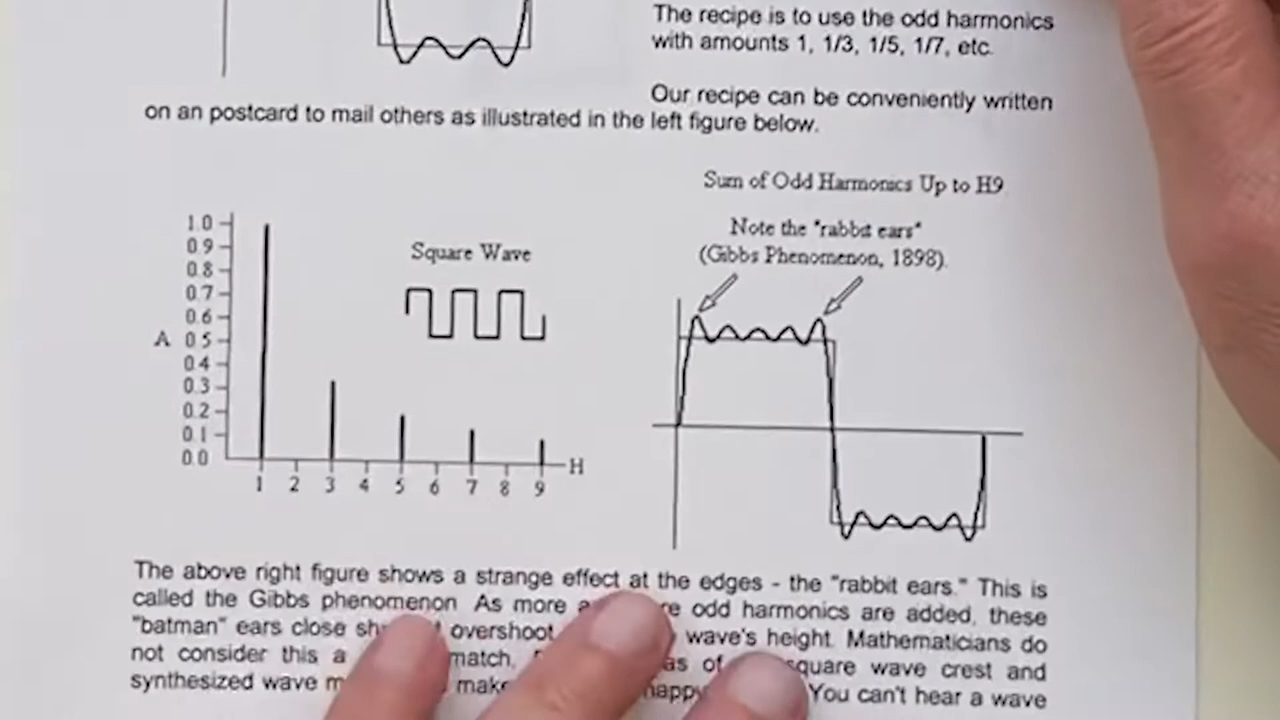 The recipe is to use the odd harmonics
with amounts 1, 1/3, 1/5, 1/7, etc.
Our recipe can be conveniently written
on an postcard to mail others as illustrated in the left figure below.
Sum of Odd Harmonics Up to H9
Note the "rabbit ears"
(Gibbs Phenomenon, 1898).
Square Wave
1.0
0.9
0.8
0.7
0.6
A 0.5
0.4
0.3
0.2
0.1
0.0
H
1 2 3 4 5 6 7 8 9
The above right figure shows a strange effect at the edges - the "rabbit ears." This is
called the Gibbs phenomenon. As more odd harmonics are added, these
"batman" ears close overshoot wave's height. Mathematicians do
not consider this a match. of square wave crest and
synthesized wave You can't hear a wave